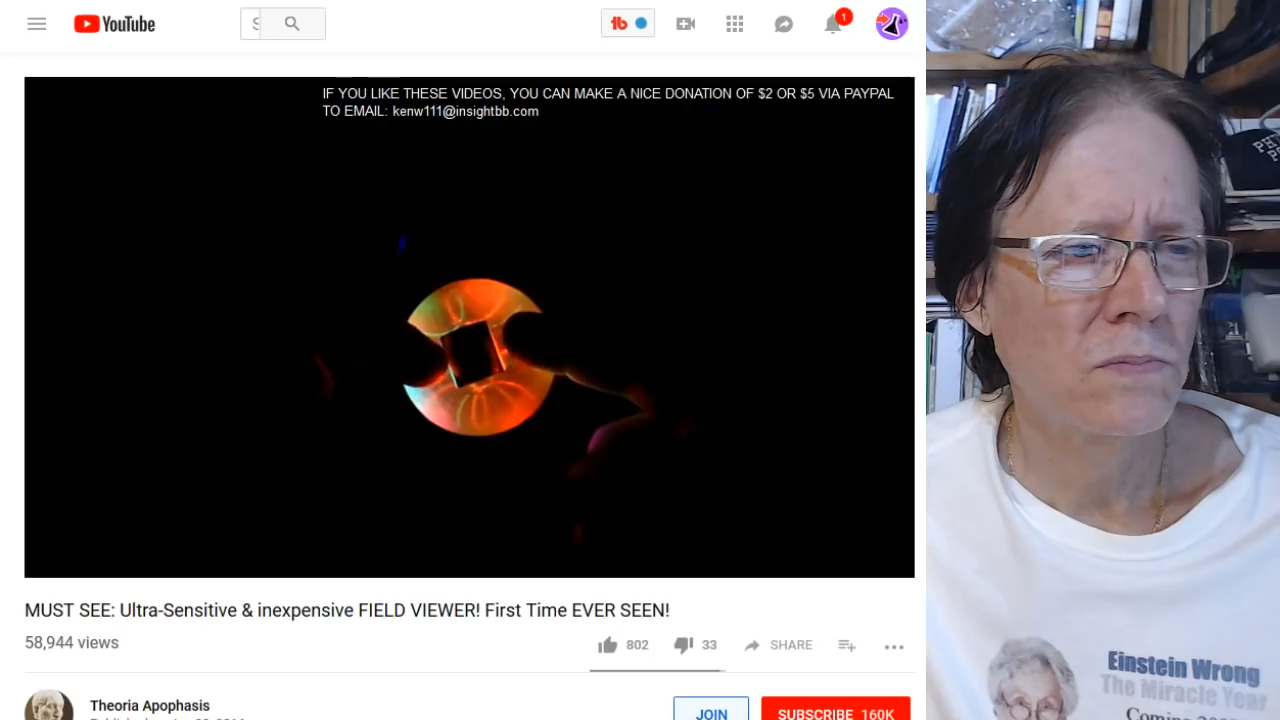 YouTube
S
1
IF YOU LIKE THESE VIDEOS, YOU CAN MAKE A NICE DONATION OF $2 OR $5 VIA PAYPAL
TO EMAIL: kenw111@insightbb.com
MUST SEE: Ultra-Sensitive & inexpensive FIELD VIEWER! First Time EVER SEEN!
58,944 views
802
33
SHARE
Theoria Apophasis
JOIN
SUBSCRIBE 160K
Einstein Wrong
The Miracle Year
Coming